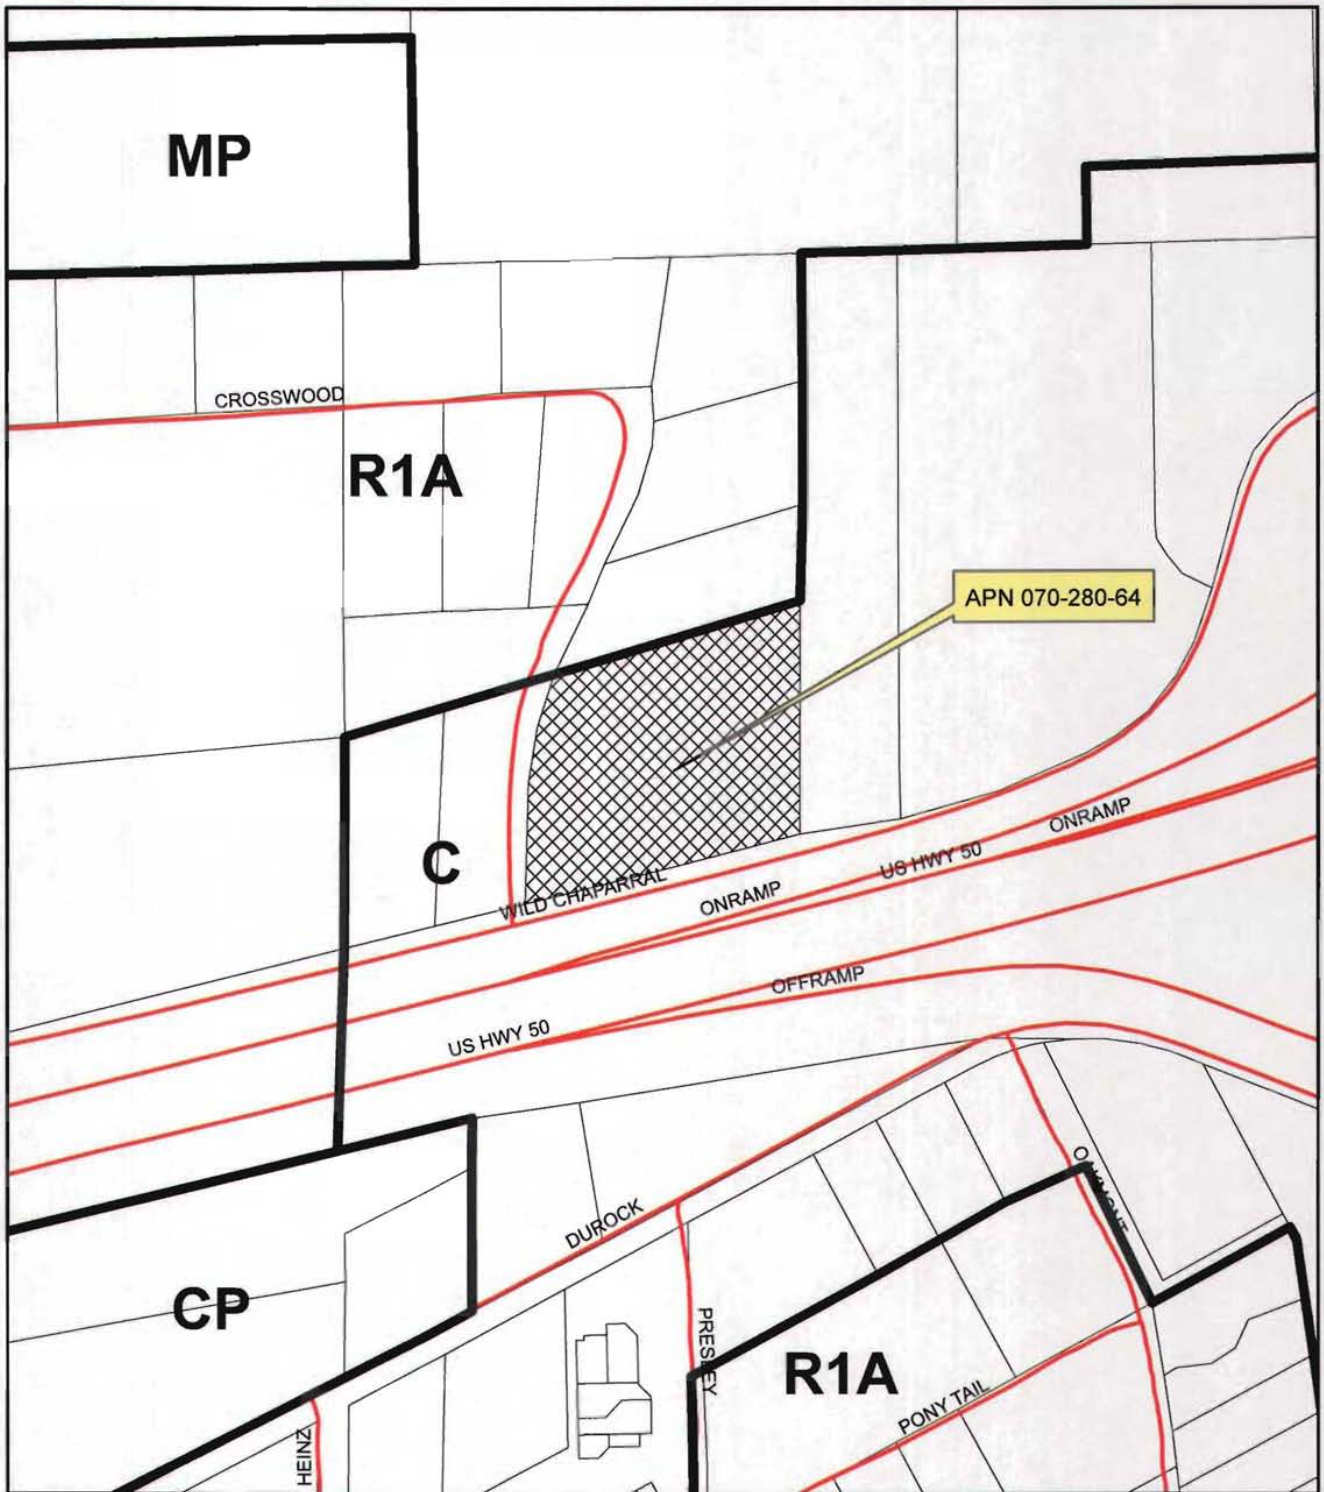 MP
CROSSWOOD
R1A
APN 070-280-64
ONRAMP
C
US HWY 50
WILD CHAPARRAL
ONRAMP
OFFRAMP
US HWY 50
OAKMONT
DUROCK
CP
PRESLEY
R1A
PONY TAIL
HEINZ